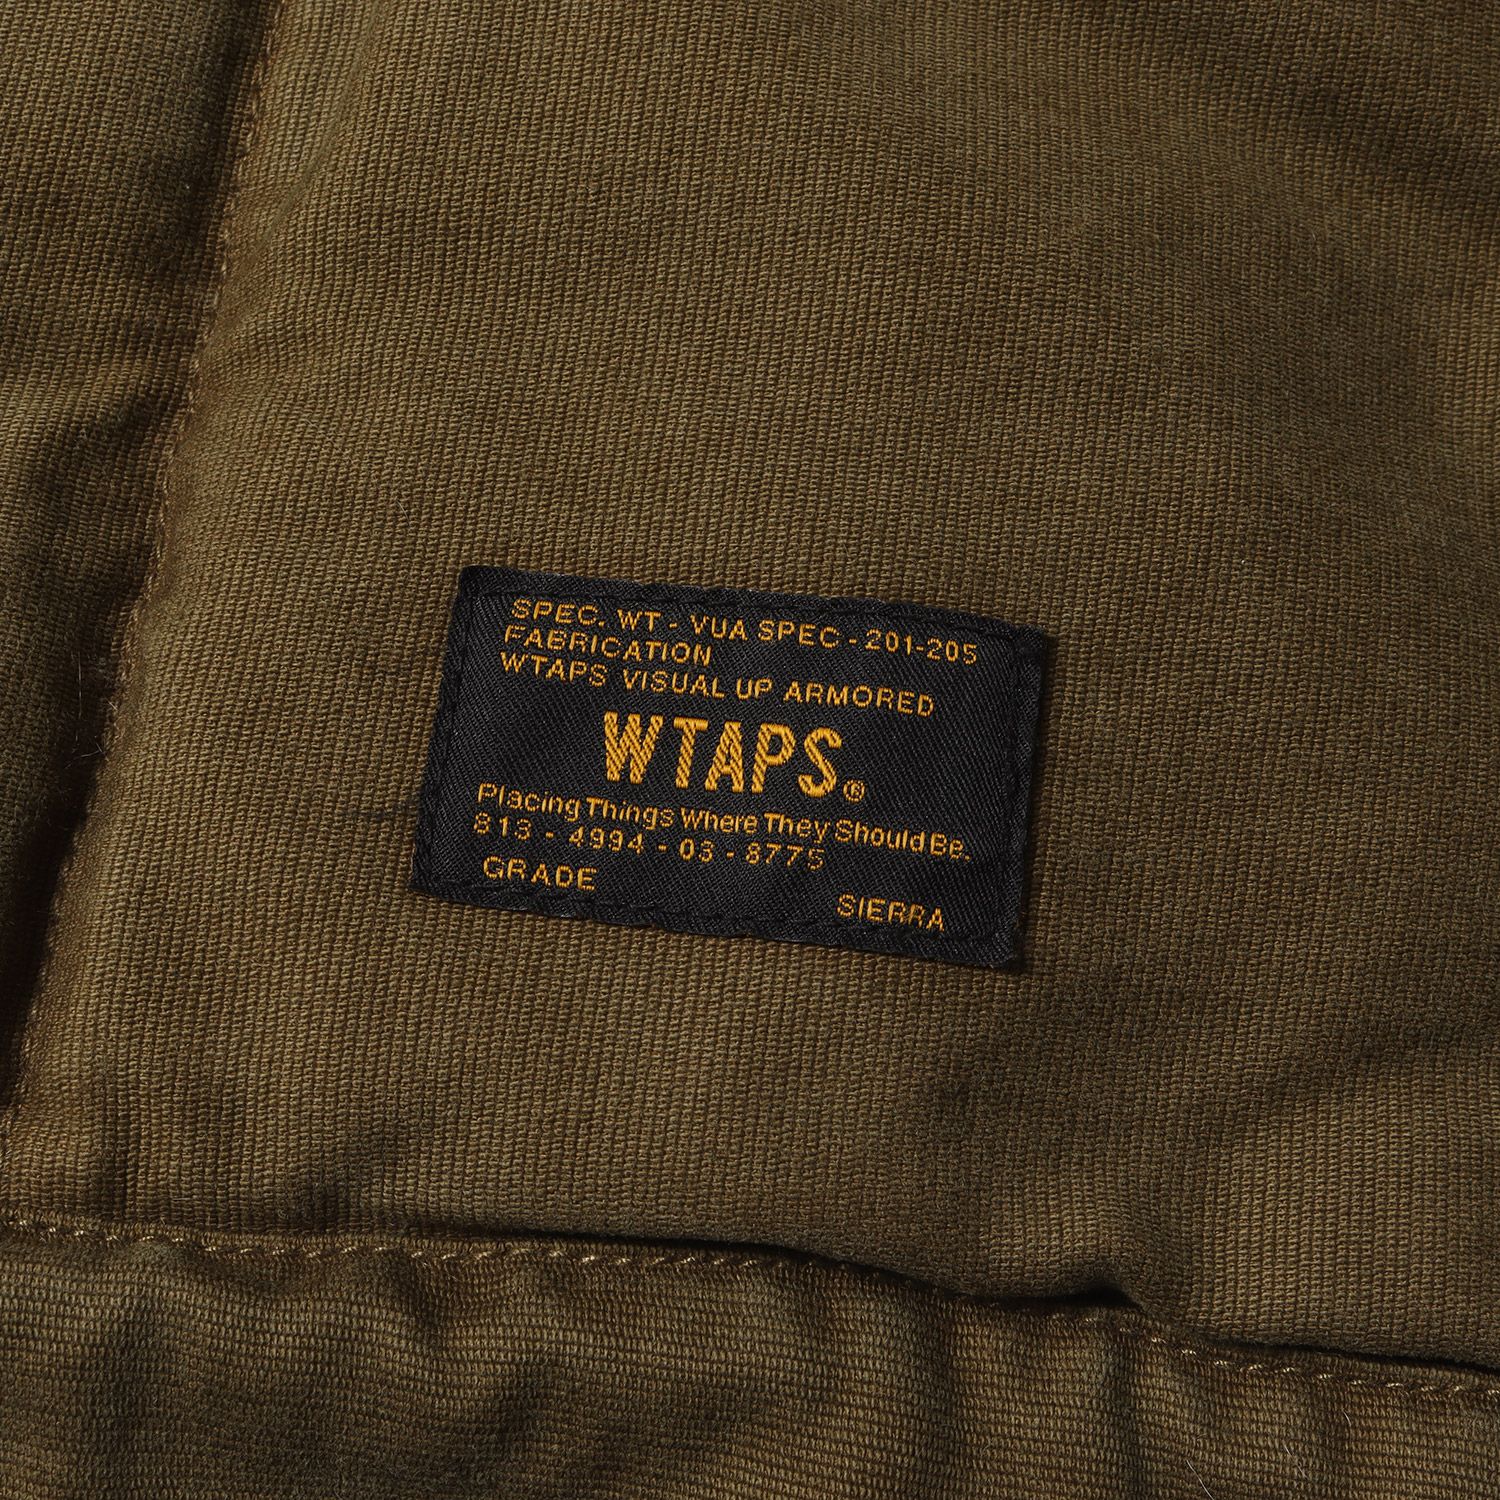 SPEC. WT - VUA SPEC - 201-205
FABRICATION
WTAPS VISUAL UP ARMORED
WTAPS®
Placing Things Where They Should Be.
813 - 4994 - 03 - 8775
GRADE SIERRA